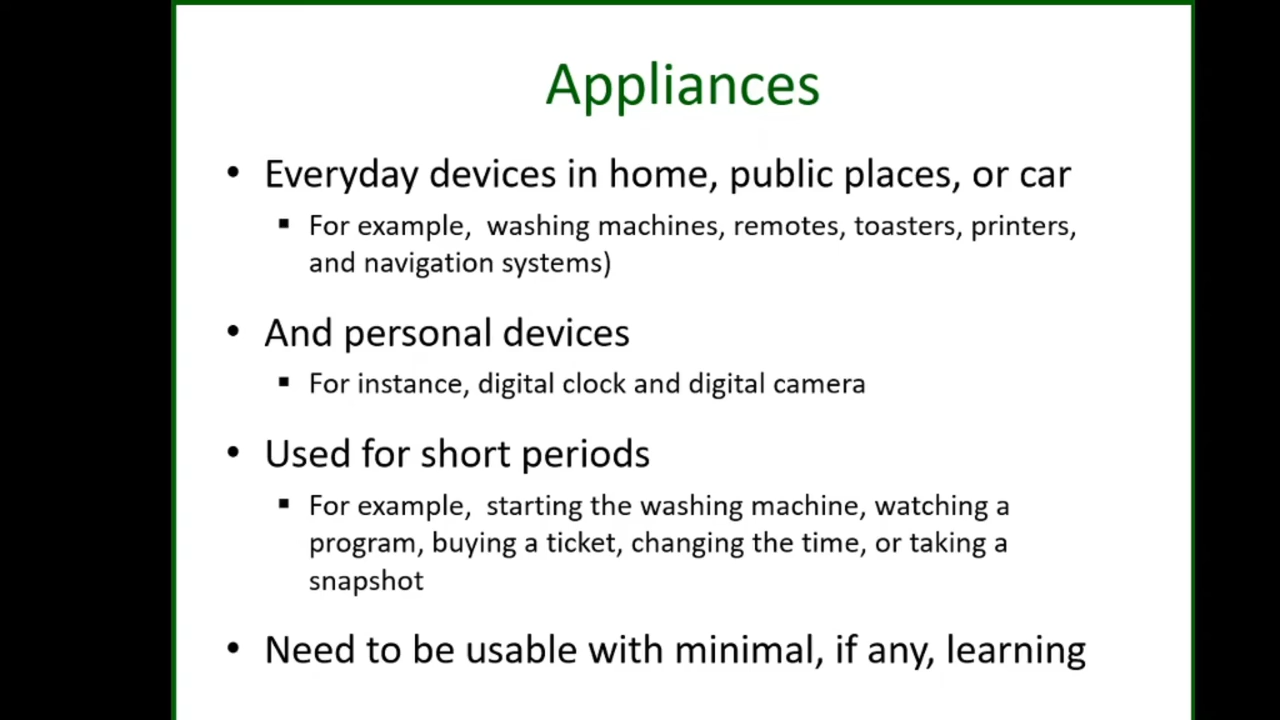 Appliances
• Everyday devices in home, public places, or car
▪ For example,  washing machines, remotes, toasters, printers,
and navigation systems)
• And personal devices
▪ For instance, digital clock and digital camera
• Used for short periods
▪ For example,  starting the washing machine, watching a
program, buying a ticket, changing the time, or taking a
snapshot
• Need to be usable with minimal, if any, learning